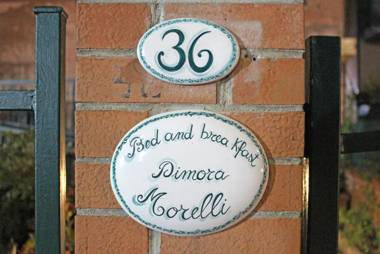 36
Bed and breakfast
Dimora
Morelli